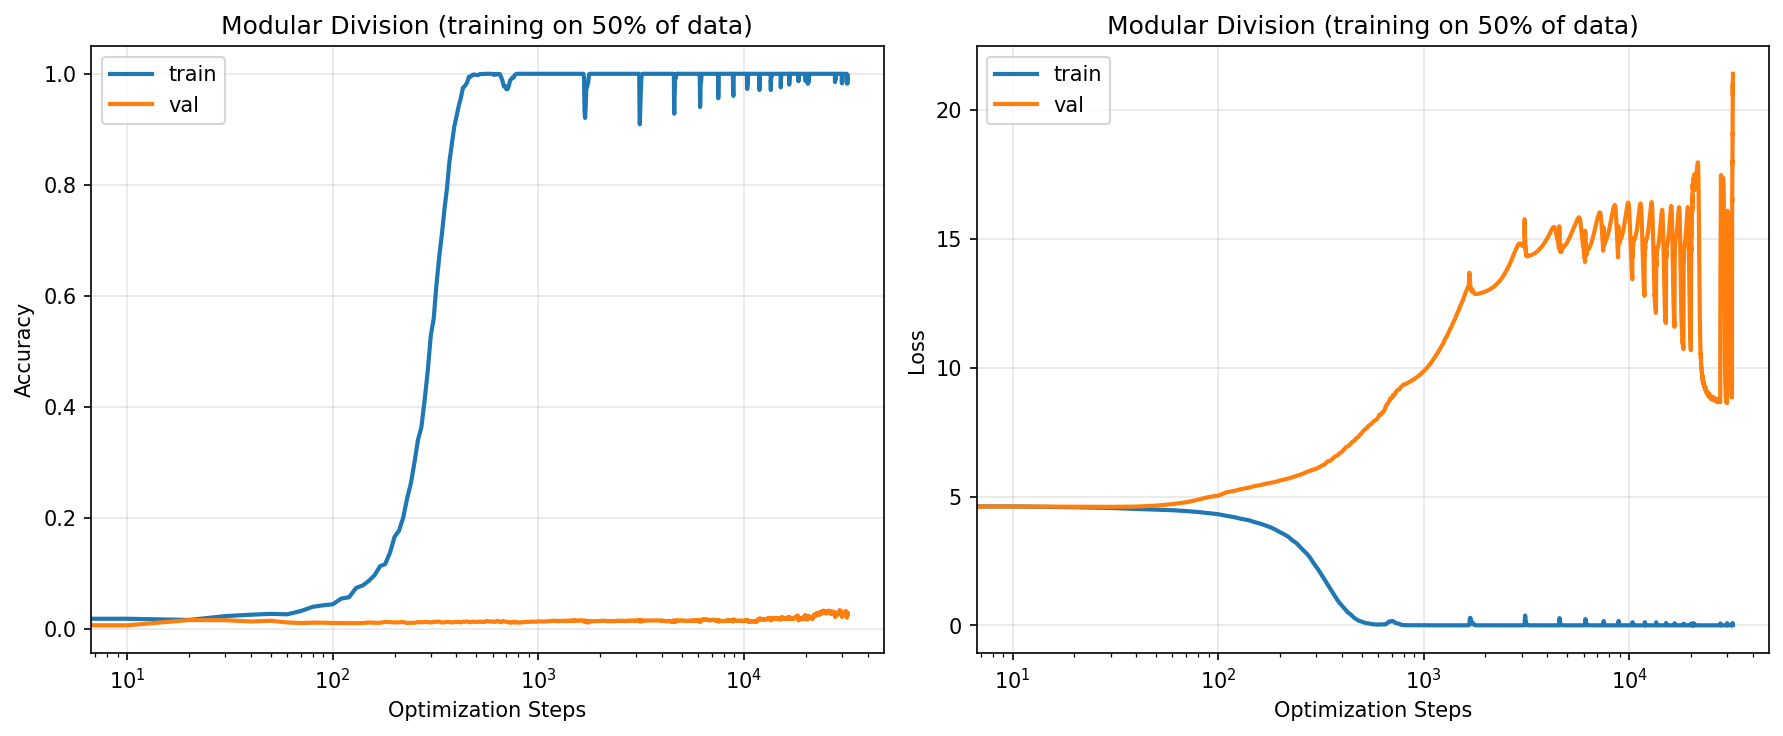 Modular Division (training on 50% of data)
train
val
1.0
0.8
0.6
0.4
0.2
0.0
Accuracy
10¹
10²
10³
10⁴
Optimization Steps
Modular Division (training on 50% of data)
train
val
20
15
10
5
0
Loss
10¹
10²
10³
10⁴
Optimization Steps